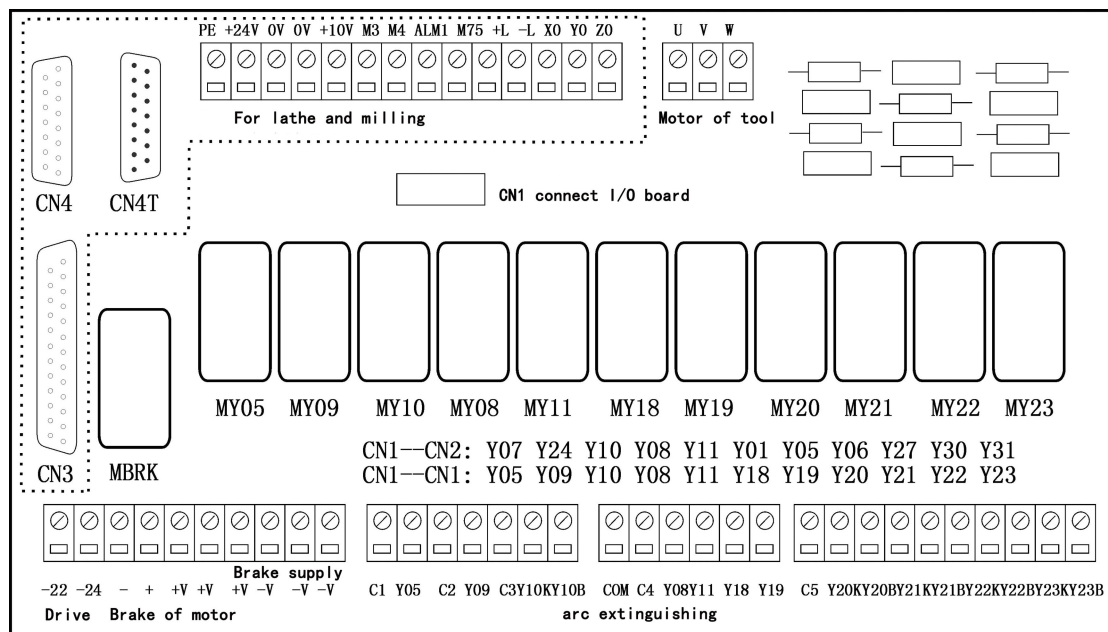 PE +24V 0V 0V +10V M3 M4 ALM1 M75 +L -L X0 Y0 Z0
U V W
For lathe and milling
Motor of tool
CN4 CN4T
CN1 connect I/O board
MY05 MY09 MY10 MY08 MY11 MY18 MY19 MY20 MY21 MY22 MY23
CN1--CN2: Y07 Y24 Y10 Y08 Y11 Y01 Y05 Y06 Y27 Y30 Y31
CN3 MBRK
CN1--CN1: Y05 Y09 Y10 Y08 Y11 Y18 Y19 Y20 Y21 Y22 Y23
Brake supply
-22 -24 - + +V +V +V -V -V -V
C1 Y05 C2 Y09 C3Y10KY10B
COM C4 Y08Y11 Y18 Y19
C5 Y20KY20BY21KY21BY22KY22BY23KY23B
Drive Brake of motor
arc extinguishing